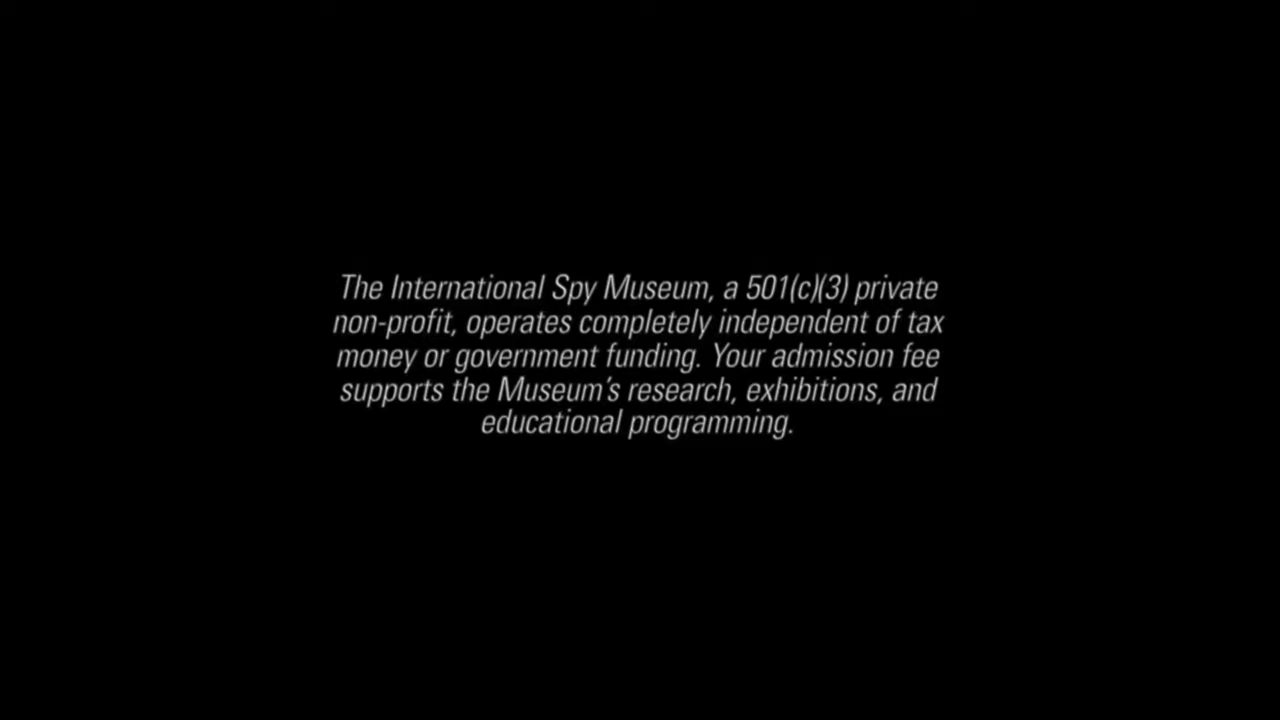 The International Spy Museum, a 501(c)(3) private
non-profit, operates completely independent of tax
money or government funding. Your admission fee
supports the Museum's research, exhibitions, and
educational programming.